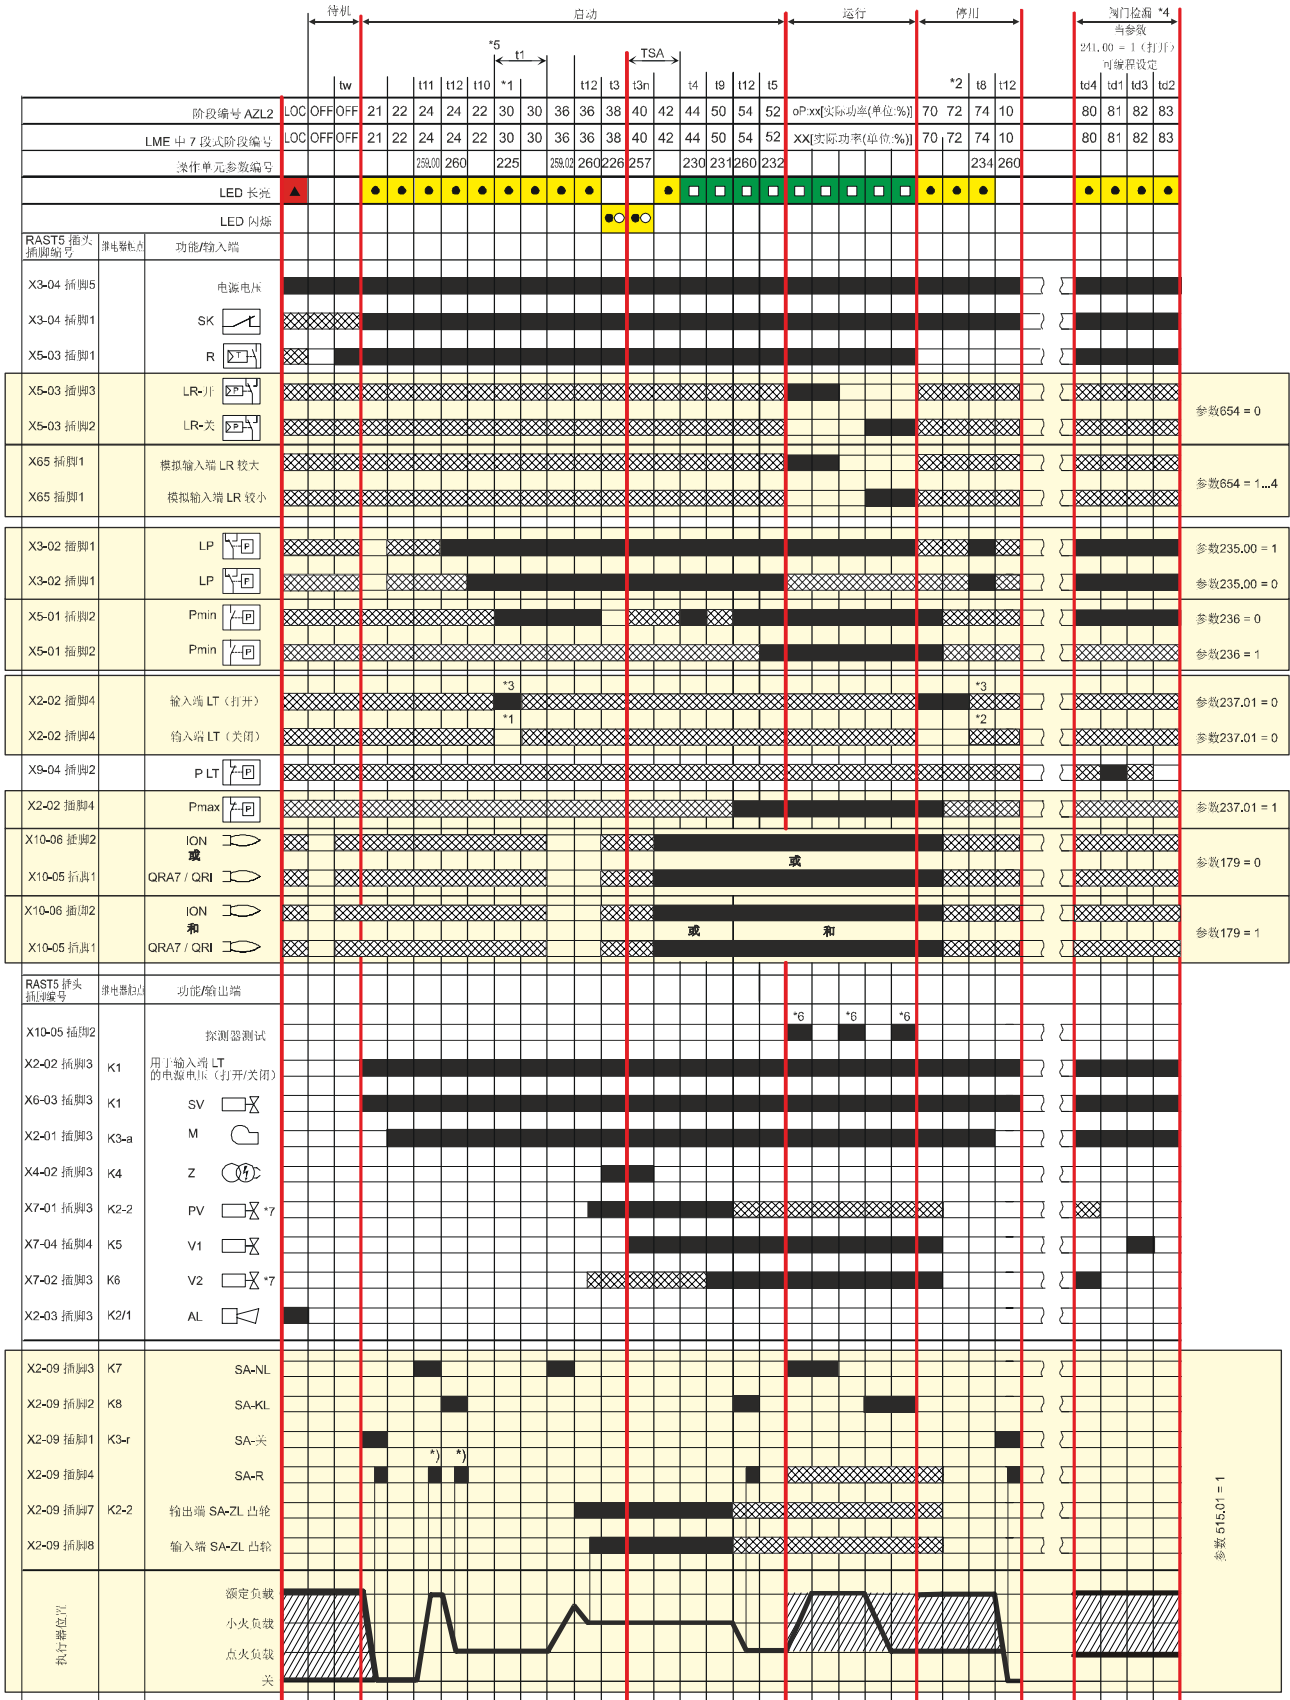 待机 启动 运行 停用 阀门检漏 *4
当参数
241.00 = 1（打开）
可编程设定
*5 t1 TSA
tw t11 t12 t10 *1 t12 t3 t3n t4 t9 t12 t5 *2 t8 t12 td4 td1 td3 td2
阶段编号 AZL2 LOC OFF OFF 21 22 24 24 22 30 30 36 36 38 40 42 44 50 54 52 oP:xx[实际功率(单位:%)] 70 72 74 10 80 81 82 83
LME 中 7 段式阶段编号 LOC OFF OFF 21 22 24 24 22 30 30 36 36 38 40 42 44 50 54 52 XX[实际功率(单位:%)] 70 72 74 10 80 81 82 83
操作单元参数编号 259.00 260 225 259.02 260 226 257 230 231 260 232 234 260
LED 长亮
LED 闪烁
RAST5 插头
插脚编号 继电器触点 功能/输入端
X3-04 插脚5 电源电压
X3-04 插脚1 SK
X5-03 插脚1 R
X5-03 插脚3 LR-开
X5-03 插脚2 LR-关
参数654 = 0
X65 插脚1 模拟输入端 LR 较大
X65 插脚1 模拟输入端 LR 较小
参数654 = 1...4
X3-02 插脚1 LP P 参数235.00 = 1
X3-02 插脚1 LP P 参数235.00 = 0
X5-01 插脚2 Pmin P 参数236 = 0
X5-01 插脚2 Pmin P 参数236 = 1
X2-02 插脚4 输入端 LT（打开） *3 *3 参数237.01 = 0
X2-02 插脚4 输入端 LT（关闭） *1 *2 参数237.01 = 0
X9-04 插脚2 P LT P
X2-02 插脚4 Pmax P 参数237.01 = 1
X10-06 插脚2 ION
或 或
X10-05 插脚1 QRA7 / QRI
参数179 = 0
X10-06 插脚2 ION
和 或 和
X10-05 插脚1 QRA7 / QRI
参数179 = 1
RAST5 插头
插脚编号 继电器触点 功能/输出端
X10-05 插脚2 探测器测试 *6 *6 *6
X2-02 插脚3 K1 用于输入端 LT
的电源电压（打开/关闭）
X6-03 插脚3 K1 SV
X2-01 插脚3 K3-a M
X4-02 插脚3 K4 Z
X7-01 插脚3 K2-2 PV *7
X7-04 插脚4 K5 V1
X7-02 插脚3 K6 V2 *7
X2-03 插脚3 K2/1 AL
X2-09 插脚3 K7 SA-NL
X2-09 插脚2 K8 SA-KL
X2-09 插脚1 K3-r SA-关
X2-09 插脚4 SA-R *) *)
X2-09 插脚7 K2-2 输出端 SA-ZL 凸轮
X2-09 插脚8 输入端 SA-ZL 凸轮
参数 515.01 = 1
执行器位置
额定负载
小火负载
点火负载
关